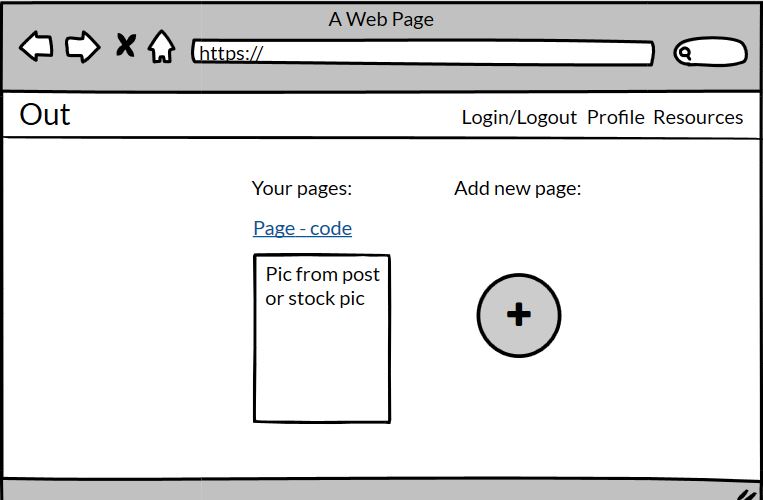 A Web Page
https://
Out
Login/Logout Profile Resources
Your pages:
Add new page:
Page - code
Pic from post
or stock pic